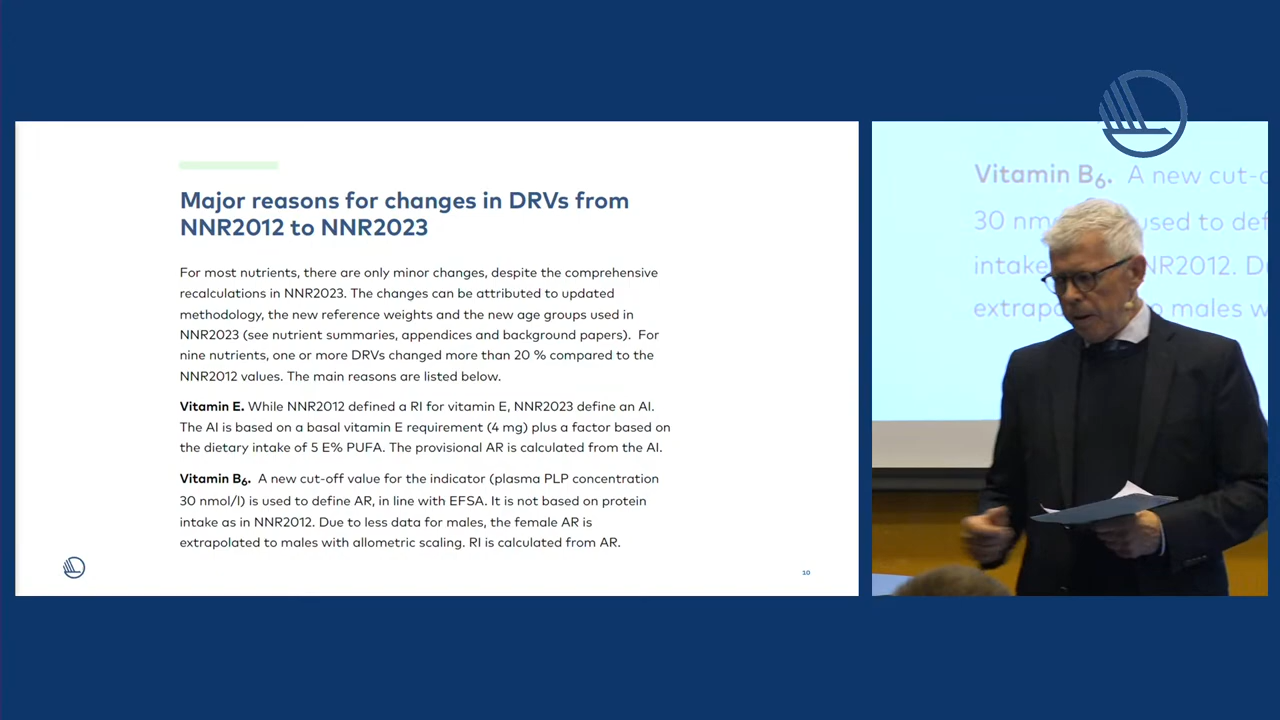 Major reasons for changes in DRVs from
NNR2012 to NNR2023
For most nutrients, there are only minor changes, despite the comprehensive
recalculations in NNR2023. The changes can be attributed to updated
methodology, the new reference weights and the new age groups used in
NNR2023 (see nutrient summaries, appendices and background papers). For
nine nutrients, one or more DRVs changed more than 20 % compared to the
NNR2012 values. The main reasons are listed below.
Vitamin E. While NNR2012 defined a RI for vitamin E, NNR2023 define an AI.
The AI is based on a basal vitamin E requirement (4 mg) plus a factor based on
the dietary intake of 5 E% PUFA. The provisional AR is calculated from the AI.
Vitamin B6. A new cut-off value for the indicator (plasma PLP concentration
30 nmol/l) is used to define AR, in line with EFSA. It is not based on protein
intake as in NNR2012. Due to less data for males, the female AR is
extrapolated to males with allometric scaling. RI is calculated from AR.
10
Vitamin B6. A new cut-
30 used to def
intake NNR2012.
males